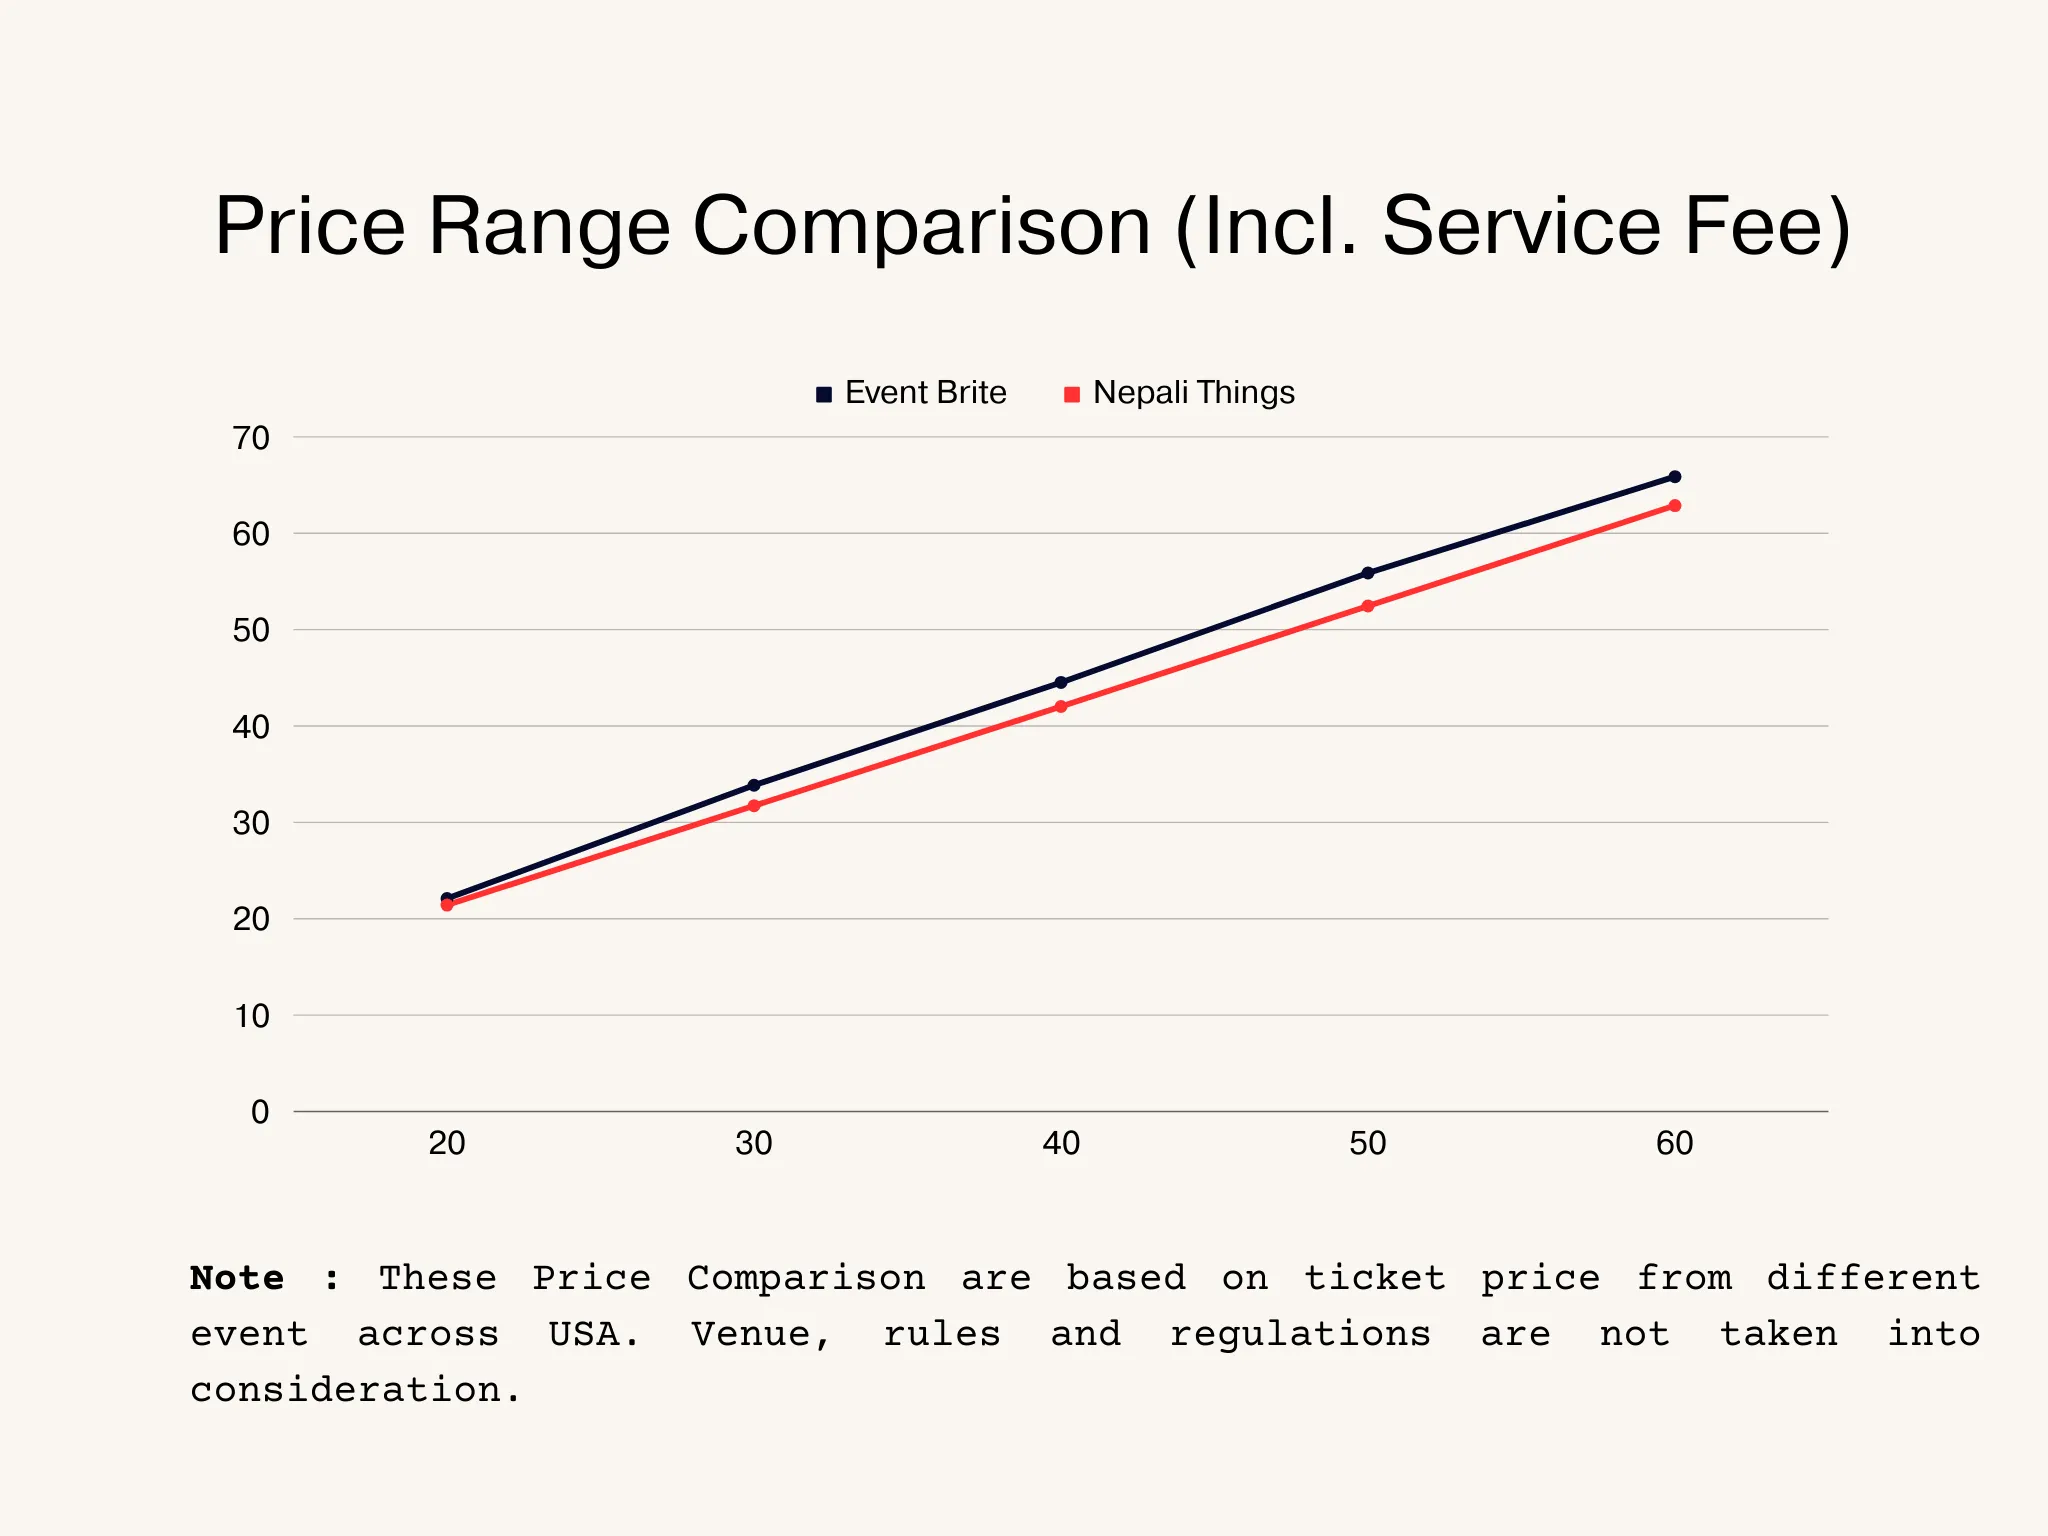 Price Range Comparison (Incl. Service Fee)
Event Brite Nepali Things
70
60
50
40
30
20
10
0
20 30 40 50 60
Note : These Price Comparison are based on ticket price from different
event across USA. Venue, rules and regulations are not taken into
consideration.